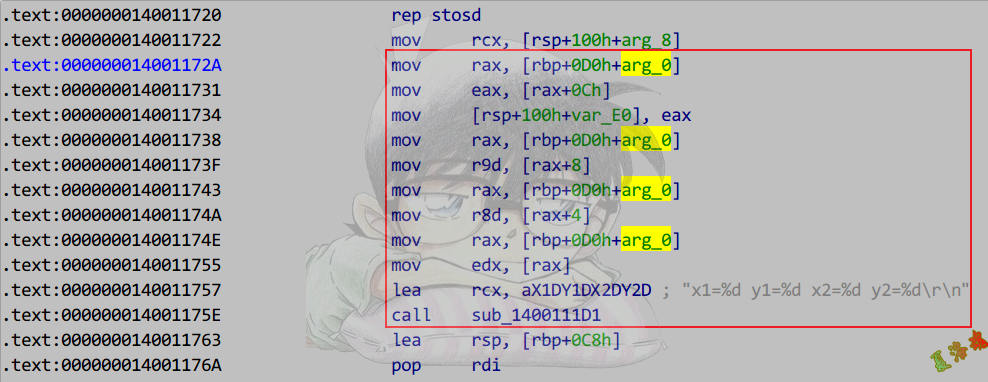 .text:0000000140011720 rep stosd
.text:0000000140011722 mov rcx, [rsp+100h+arg_8]
.text:000000014001172A mov rax, [rbp+0D0h+arg_0]
.text:0000000140011731 mov eax, [rax+0Ch]
.text:0000000140011734 mov [rsp+100h+var_E0], eax
.text:0000000140011738 mov rax, [rbp+0D0h+arg_0]
.text:000000014001173F mov r9d, [rax+8]
.text:0000000140011743 mov rax, [rbp+0D0h+arg_0]
.text:000000014001174A mov r8d, [rax+4]
.text:000000014001174E mov rax, [rbp+0D0h+arg_0]
.text:0000000140011755 mov edx, [rax]
.text:0000000140011757 lea rcx, aX1DY1DX2DY2D ; "x1=%d y1=%d x2=%d y2=%d\r\n"
.text:000000014001175E call sub_1400111D1
.text:0000000140011763 lea rsp, [rbp+0C8h]
.text:000000014001176A pop rdi